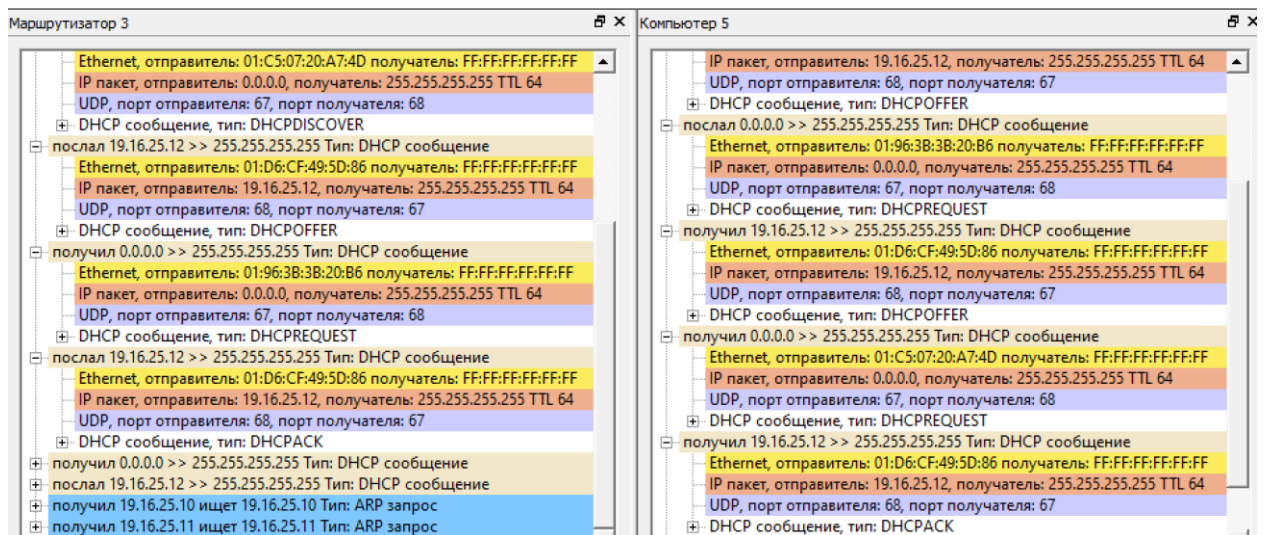 Маршрутизатор 3
Ethernet, отправитель: 01:C5:07:20:A7:4D получатель: FF:FF:FF:FF:FF:FF
IP пакет, отправитель: 0.0.0.0, получатель: 255.255.255.255 TTL 64
UDP, порт отправителя: 67, порт получателя: 68
DHCP сообщение, тип: DHCPDISCOVER
послал 19.16.25.12 >> 255.255.255.255 Тип: DHCP сообщение
Ethernet, отправитель: 01:D6:CF:49:5D:86 получатель: FF:FF:FF:FF:FF:FF
IP пакет, отправитель: 19.16.25.12, получатель: 255.255.255.255 TTL 64
UDP, порт отправителя: 68, порт получателя: 67
DHCP сообщение, тип: DHCPOFFER
получил 0.0.0.0 >> 255.255.255.255 Тип: DHCP сообщение
Ethernet, отправитель: 01:96:3B:3B:20:B6 получатель: FF:FF:FF:FF:FF:FF
IP пакет, отправитель: 0.0.0.0, получатель: 255.255.255.255 TTL 64
UDP, порт отправителя: 67, порт получателя: 68
DHCP сообщение, тип: DHCPREQUEST
послал 19.16.25.12 >> 255.255.255.255 Тип: DHCP сообщение
Ethernet, отправитель: 01:D6:CF:49:5D:86 получатель: FF:FF:FF:FF:FF:FF
IP пакет, отправитель: 19.16.25.12, получатель: 255.255.255.255 TTL 64
UDP, порт отправителя: 68, порт получателя: 67
DHCP сообщение, тип: DHCPACK
получил 0.0.0.0 >> 255.255.255.255 Тип: DHCP сообщение
послал 19.16.25.12 >> 255.255.255.255 Тип: DHCP сообщение
получил 19.16.25.10 ищет 19.16.25.10 Тип: ARP запрос
получил 19.16.25.11 ищет 19.16.25.11 Тип: ARP запрос
Компьютер 5
IP пакет, отправитель: 19.16.25.12, получатель: 255.255.255.255 TTL 64
UDP, порт отправителя: 68, порт получателя: 67
DHCP сообщение, тип: DHCPOFFER
послал 0.0.0.0 >> 255.255.255.255 Тип: DHCP сообщение
Ethernet, отправитель: 01:96:3B:3B:20:B6 получатель: FF:FF:FF:FF:FF:FF
IP пакет, отправитель: 0.0.0.0, получатель: 255.255.255.255 TTL 64
UDP, порт отправителя: 67, порт получателя: 68
DHCP сообщение, тип: DHCPREQUEST
получил 19.16.25.12 >> 255.255.255.255 Тип: DHCP сообщение
Ethernet, отправитель: 01:D6:CF:49:5D:86 получатель: FF:FF:FF:FF:FF:FF
IP пакет, отправитель: 19.16.25.12, получатель: 255.255.255.255 TTL 64
UDP, порт отправителя: 68, порт получателя: 67
DHCP сообщение, тип: DHCPOFFER
получил 0.0.0.0 >> 255.255.255.255 Тип: DHCP сообщение
Ethernet, отправитель: 01:C5:07:20:A7:4D получатель: FF:FF:FF:FF:FF:FF
IP пакет, отправитель: 0.0.0.0, получатель: 255.255.255.255 TTL 64
UDP, порт отправителя: 67, порт получателя: 68
DHCP сообщение, тип: DHCPREQUEST
получил 19.16.25.12 >> 255.255.255.255 Тип: DHCP сообщение
Ethernet, отправитель: 01:D6:CF:49:5D:86 получатель: FF:FF:FF:FF:FF:FF
IP пакет, отправитель: 19.16.25.12, получатель: 255.255.255.255 TTL 64
UDP, порт отправителя: 68, порт получателя: 67
DHCP сообщение, тип: DHCPACK